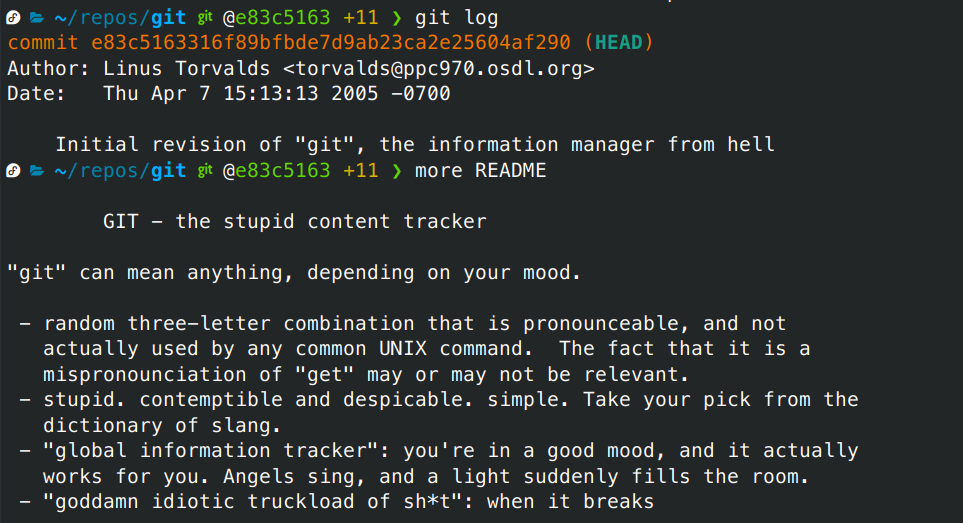 ~/repos/git git @e83c5163 +11 ❯ git log
commit e83c5163316f89bfbde7d9ab23ca2e25604af290 (HEAD)
Author: Linus Torvalds <torvalds@ppc970.osdl.org>
Date:   Thu Apr 7 15:13:13 2005 -0700
    Initial revision of "git", the information manager from hell
~/repos/git git @e83c5163 +11 ❯ more README
        GIT - the stupid content tracker
"git" can mean anything, depending on your mood.
 - random three-letter combination that is pronounceable, and not
   actually used by any common UNIX command.  The fact that it is a
   mispronounciation of "get" may or may not be relevant.
 - stupid. contemptible and despicable. simple. Take your pick from the
   dictionary of slang.
 - "global information tracker": you're in a good mood, and it actually
   works for you. Angels sing, and a light suddenly fills the room.
 - "goddamn idiotic truckload of sh*t": when it breaks